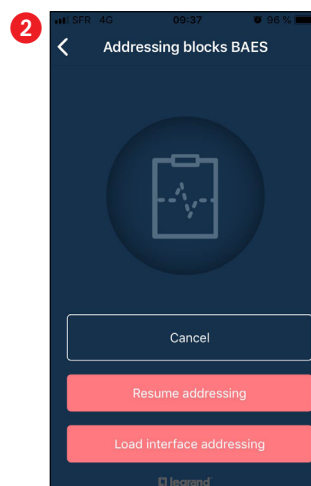 2
SFR 4G 09:37 96 %
Addressing blocks BAES
Cancel
Resume addressing
Load interface addressing
legrand